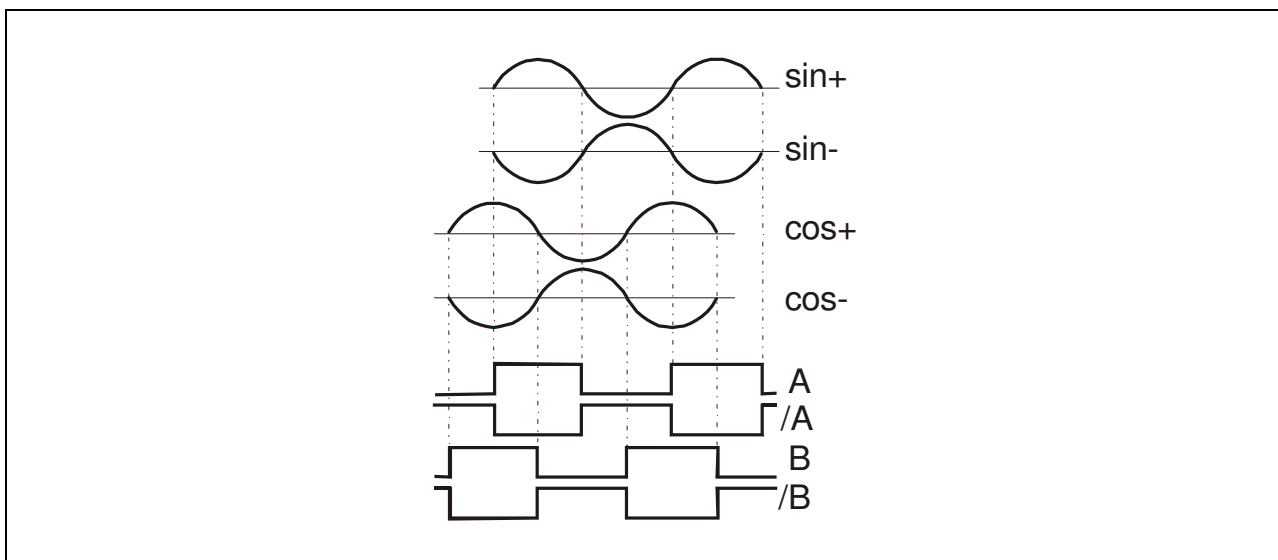 sin+
sin-
cos+
cos-
A
/A
B
/B